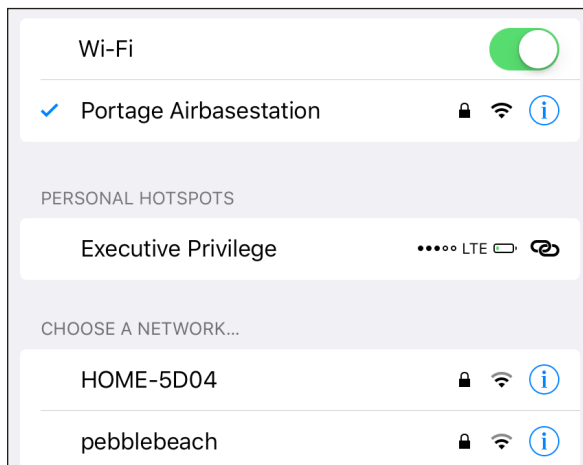 Wi-Fi
Portage Airbasestation
PERSONAL HOTSPOTS
Executive Privilege LTE
CHOOSE A NETWORK...
HOME-5D04
pebblebeach